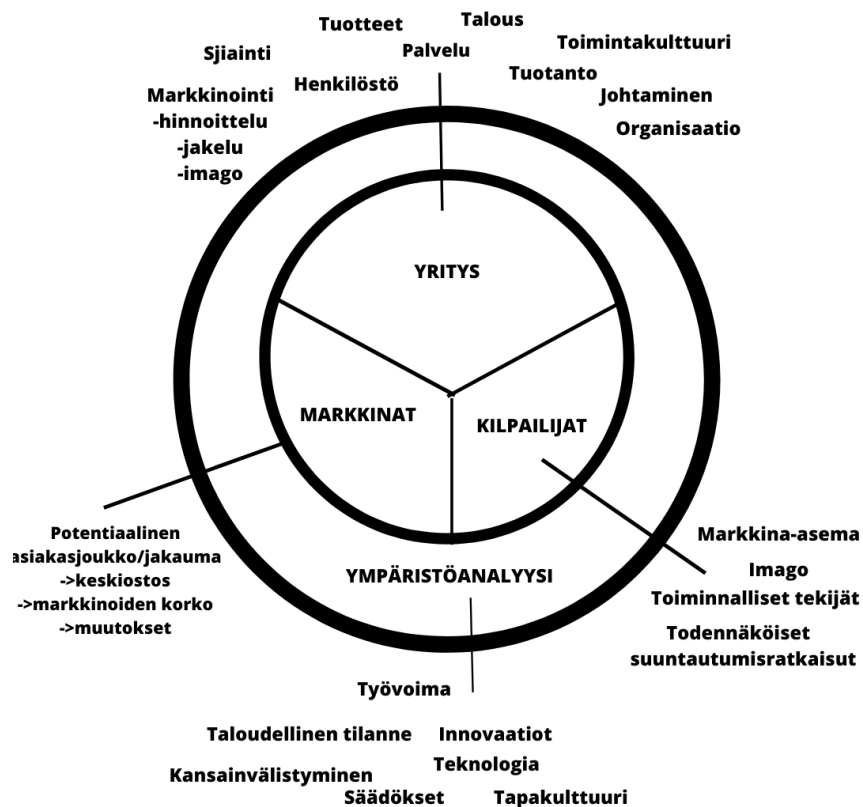 Tuotteet
Talous
Sjiainti
Palvelu
Toimintakulttuuri
Henkilöstö
Tuotanto
Markkinointi
-hinnoittelu
-jakelu
-imago
Johtaminen
Organisaatio
YRITYS
MARKKINAT
KILPAILIJAT
YMPÄRISTÖANALYYSI
Potentiaalinen
asiakasjoukko/jakauma
->keskiostos
->markkinoiden korko
->muutokset
Markkina-asema
Imago
Toiminnalliset tekijät
Todennäköiset
suuntautumisratkaisut
Työvoima
Taloudellinen tilanne
Innovaatiot
Teknologia
Kansainvälistyminen
Säädökset
Tapakulttuuri